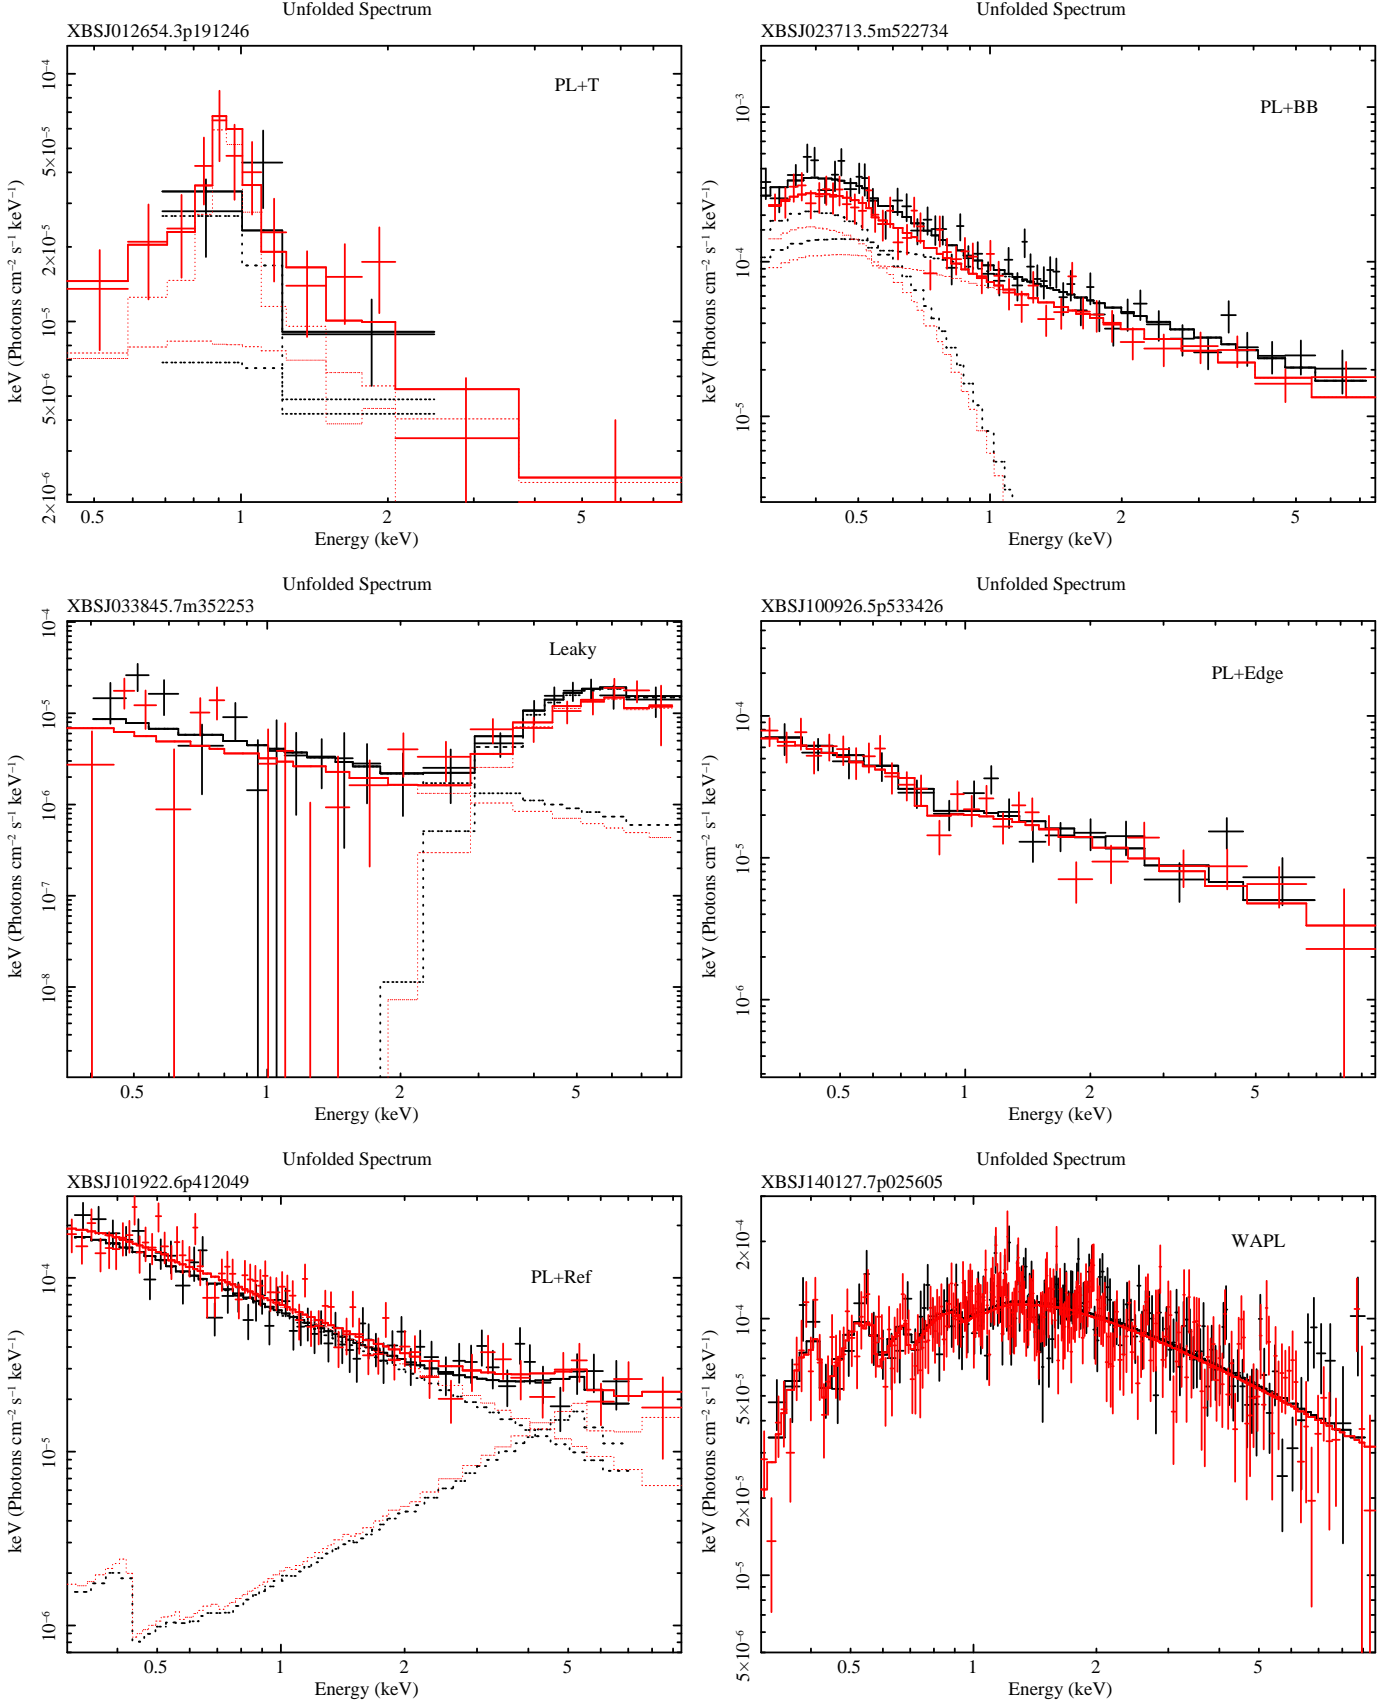 Unfolded Spectrum
XBSJ012654.3p191246
PL+T
10⁻⁴
5×10⁻⁵
2×10⁻⁵
10⁻⁵
5×10⁻⁶
2×10⁻⁶
keV (Photons cm⁻² s⁻¹ keV⁻¹)
0.5 1 2 5
Energy (keV)
Unfolded Spectrum
XBSJ023713.5m522734
PL+BB
10⁻³
10⁻⁴
10⁻⁵
keV (Photons cm⁻² s⁻¹ keV⁻¹)
0.5 1 2 5
Energy (keV)
Unfolded Spectrum
XBSJ033845.7m352253
Leaky
10⁻⁴
10⁻⁵
10⁻⁶
10⁻⁷
10⁻⁸
keV (Photons cm⁻² s⁻¹ keV⁻¹)
0.5 1 2 5
Energy (keV)
Unfolded Spectrum
XBSJ100926.5p533426
PL+Edge
10⁻⁴
10⁻⁵
10⁻⁶
keV (Photons cm⁻² s⁻¹ keV⁻¹)
0.5 1 2 5
Energy (keV)
Unfolded Spectrum
XBSJ101922.6p412049
PL+Ref
10⁻⁴
10⁻⁵
10⁻⁶
keV (Photons cm⁻² s⁻¹ keV⁻¹)
0.5 1 2 5
Energy (keV)
Unfolded Spectrum
XBSJ140127.7p025605
WAPL
2×10⁻⁴
10⁻⁴
5×10⁻⁵
2×10⁻⁵
10⁻⁵
5×10⁻⁶
keV (Photons cm⁻² s⁻¹ keV⁻¹)
0.5 1 2 5
Energy (keV)